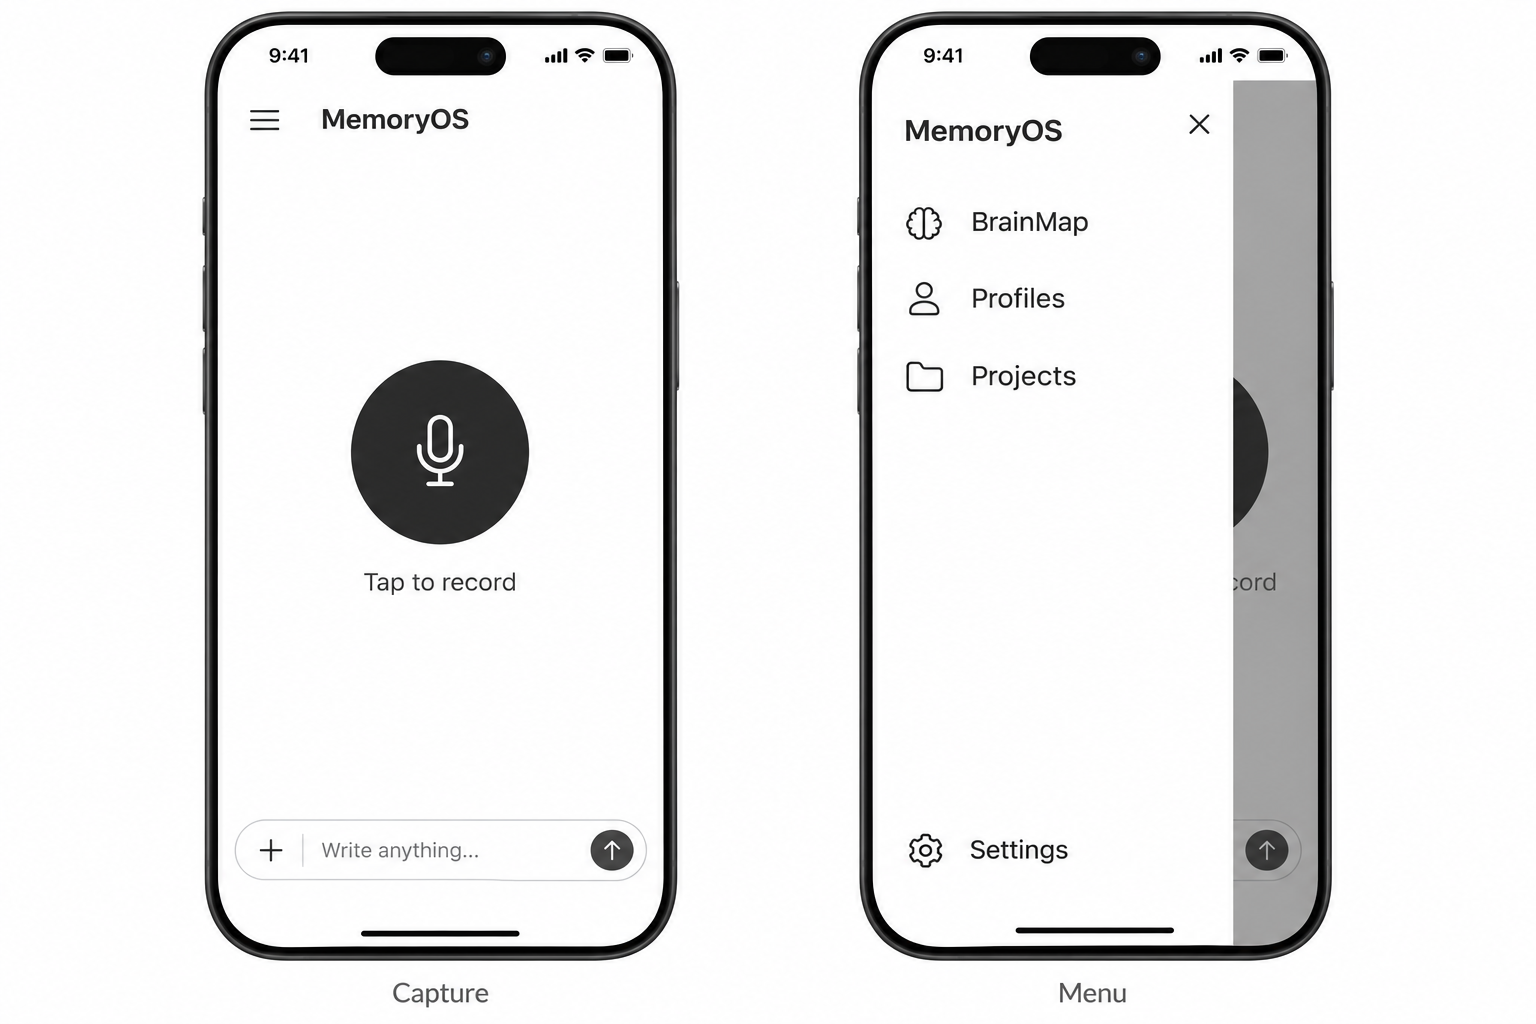 9:41
MemoryOS
Tap to record
Write anything...
Capture
9:41
MemoryOS
BrainMap
Profiles
Projects
cord
Settings
Menu